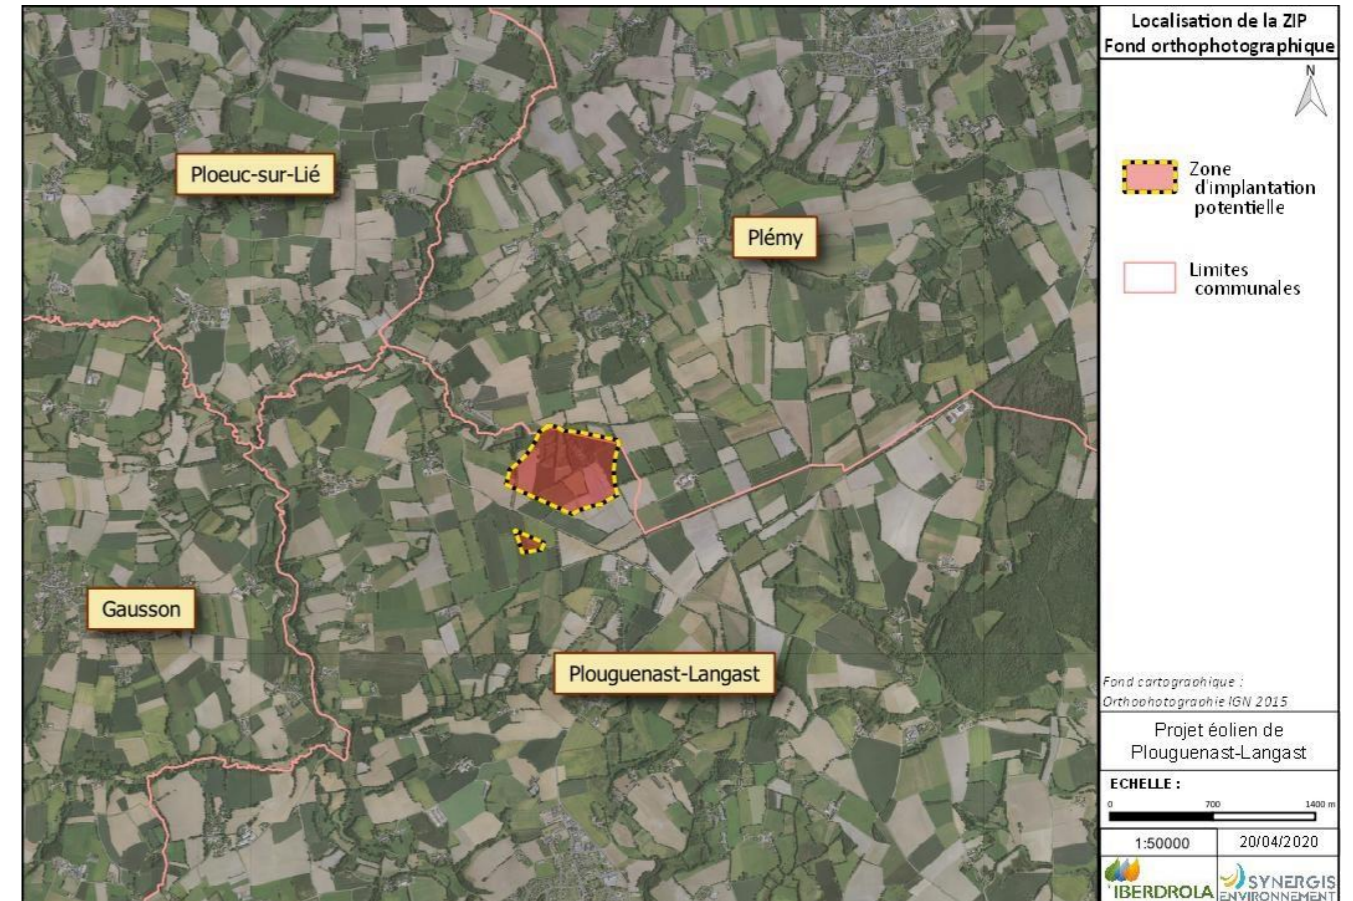 Localisation de la ZIP
Fond orthophotographique
N
Ploeuc-sur-Lié
Plémy
Gausson
Plouguenast-Langast
Zone
d'implantation
potentielle
Limites
communales
Fond cartographique :
Orthophotographie IGN 2015
Projet éolien de
Plouguenast-Langast
ECHELLE :
0 700 1400 m
1:50000 20/04/2020
IBERDROLA SYNERGIS
ENVIRONNEMENT